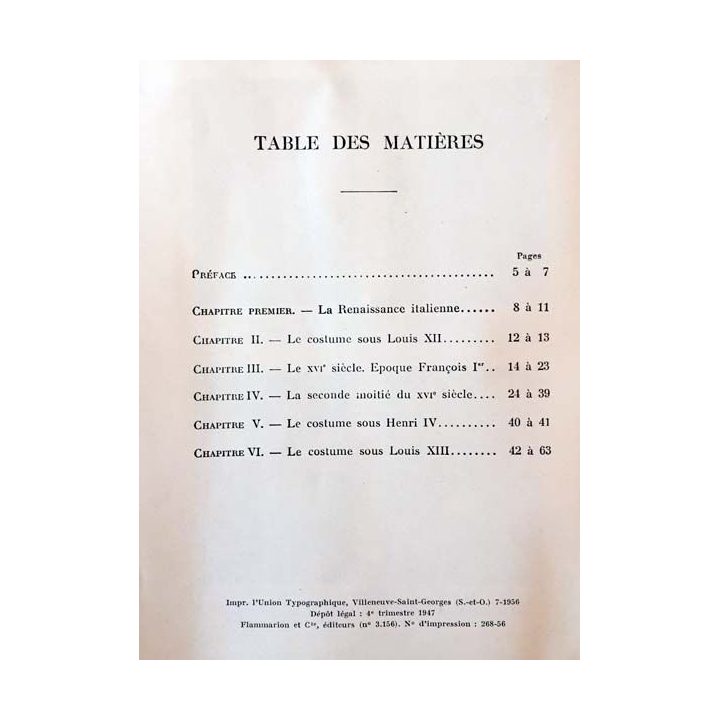 TABLE DES MATIÈRES
Pages
PRÉFACE ........................................ 5 à 7
CHAPITRE PREMIER. — La Renaissance italienne...... 8 à 11
CHAPITRE II. — Le costume sous Louis XII......... 12 à 13
CHAPITRE III. — Le XVIe siècle. Epoque François Ier.. 14 à 23
CHAPITRE IV. — La seconde moitié du XVIe siècle.... 24 à 39
CHAPITRE V. — Le costume sous Henri IV.......... 40 à 41
CHAPITRE VI. — Le costume sous Louis XIII........ 42 à 63
Impr. l'Union Typographique, Villeneuve-Saint-Georges (S.-et-O.) 7-1956
Dépôt légal : 4e trimestre 1947
Flammarion et Cie, éditeurs (no 3.156). No d'impression : 268-56